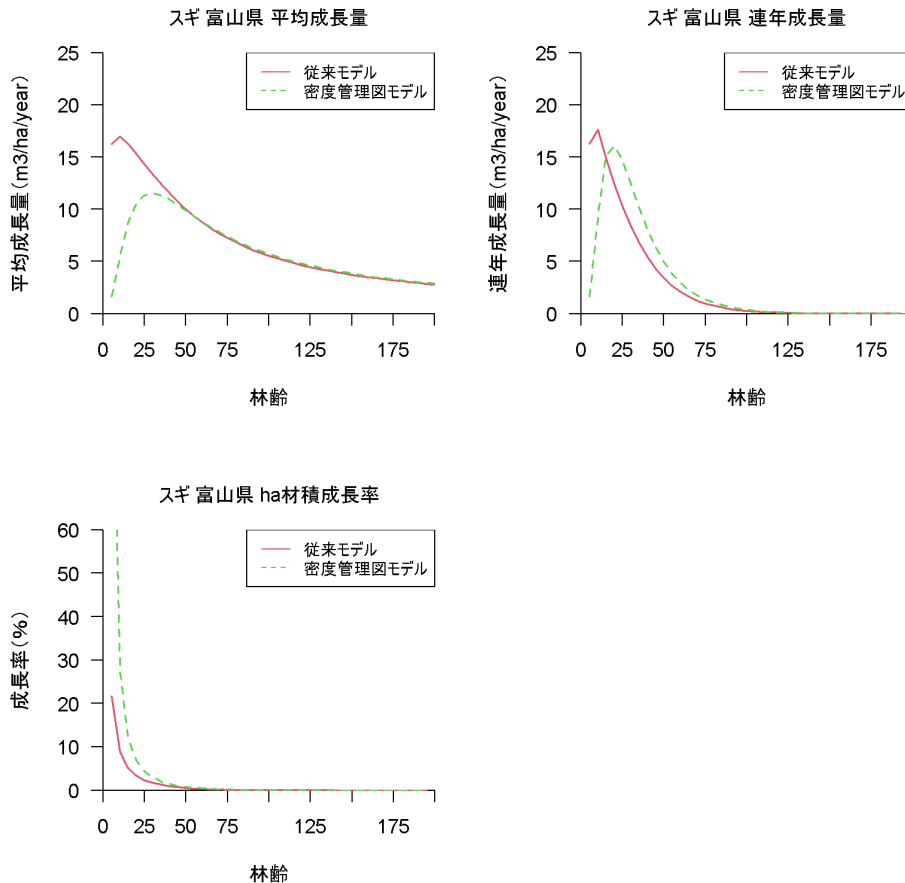 スギ 富山県 平均成長量
平均成長量(m3/ha/year)
25
20
15
10
5
0
従来モデル
密度管理図モデル
0 25 50 75 125 175
林齢
スギ 富山県 連年成長量
連年成長量(m3/ha/year)
25
20
15
10
5
0
従来モデル
密度管理図モデル
0 25 50 75 125 175
林齢
スギ 富山県 ha材積成長率
成長率(%)
60
50
40
30
20
10
0
従来モデル
密度管理図モデル
0 25 50 75 125 175
林齢